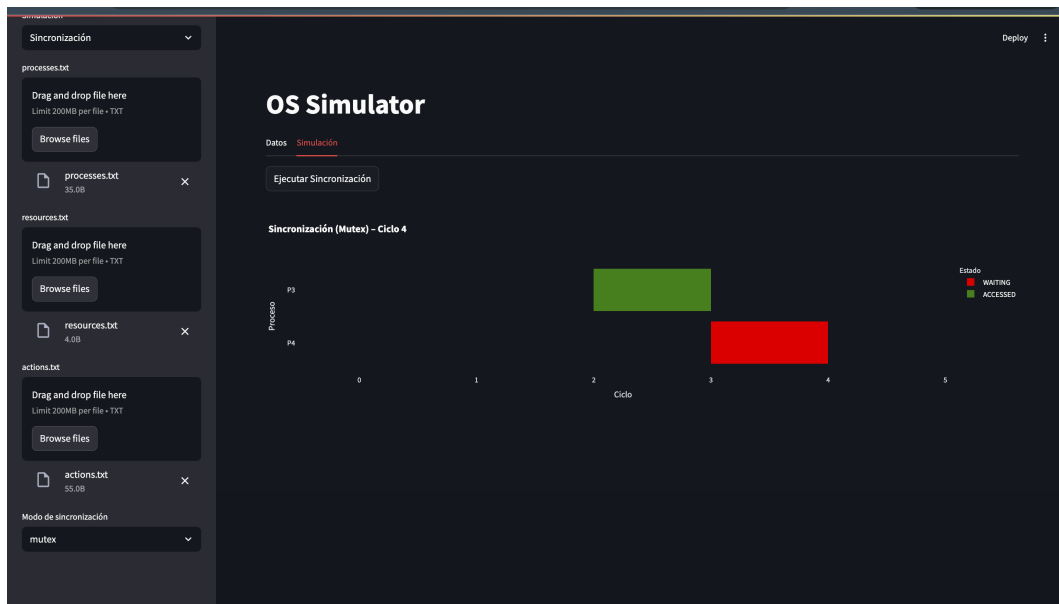 Simulación
Sincronización
processes.txt
Drag and drop file here
Limit 200MB per file • TXT
Browse files
processes.txt
35.0B
resources.txt
Drag and drop file here
Limit 200MB per file • TXT
Browse files
resources.txt
4.0B
actions.txt
Drag and drop file here
Limit 200MB per file • TXT
Browse files
actions.txt
55.0B
Modo de sincronización
mutex
Deploy
OS Simulator
Datos Simulación
Ejecutar Sincronización
Sincronización (Mutex) – Ciclo 4
Estado
WAITING
ACCESSED
Proceso
P3
P4
0 1 2 3 4 5
Ciclo